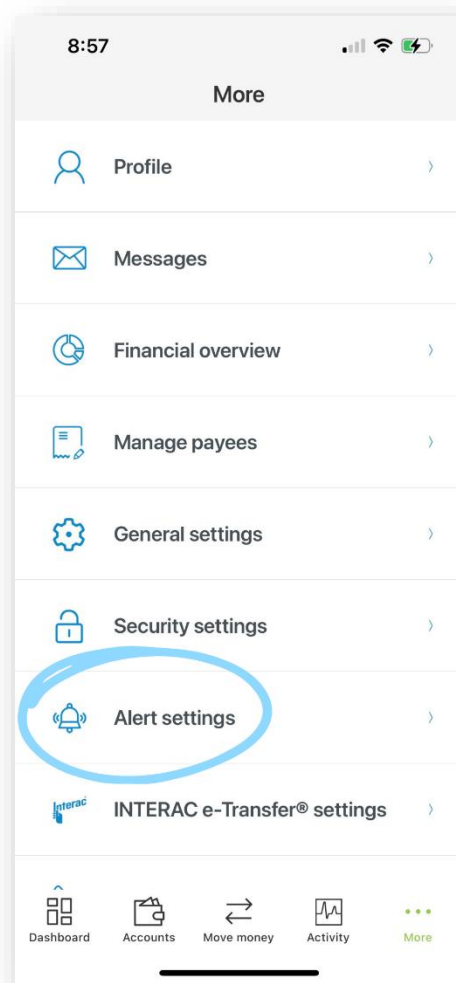 8:57
More
Profile
Messages
Financial overview
Manage payees
General settings
Security settings
Alert settings
Interac
INTERAC e-Transfer® settings
Dashboard Accounts Move money Activity More